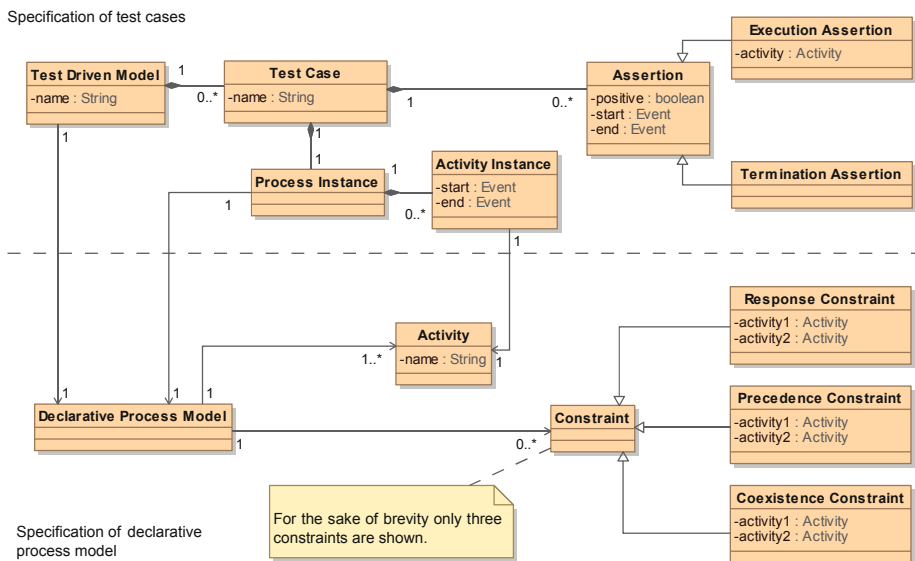 Specification of test cases
Execution Assertion
-activity : Activity
Test Driven Model
-name : String
1
0..*
Test Case
-name : String
1
0..*
Assertion
-positive : boolean
-start : Event
-end : Event
1
1
1
Process Instance
1
1
0..*
Activity Instance
-start : Event
-end : Event
Termination Assertion
1
Response Constraint
-activity1 : Activity
-activity2 : Activity
Activity
-name : String
1..*
1
1
1
1
Declarative Process Model
1
0..*
Constraint
Precedence Constraint
-activity1 : Activity
-activity2 : Activity
For the sake of brevity only three
constraints are shown.
Coexistence Constraint
-activity1 : Activity
-activity2 : Activity
Specification of declarative
process model